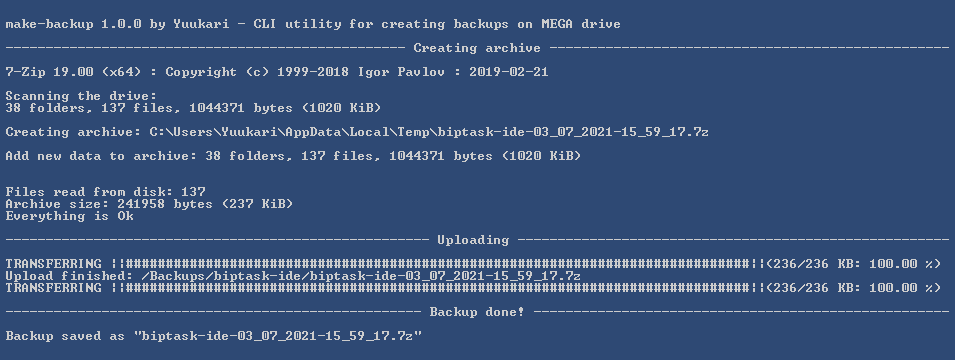 make-backup 1.0.0 by Yuukari - CLI utility for creating backups on MEGA drive
-------------------------------------------------- Creating archive --------------------------------------------------
7-Zip 19.00 (x64) : Copyright (c) 1999-2018 Igor Pavlov : 2019-02-21
Scanning the drive:
38 folders, 137 files, 1044371 bytes (1020 KiB)
Creating archive: C:\Users\Yuukari\AppData\Local\Temp\biptask-ide-03_07_2021-15_59_17.7z
Add new data to archive: 38 folders, 137 files, 1044371 bytes (1020 KiB)
Files read from disk: 137
Archive size: 241958 bytes (237 KiB)
Everything is Ok
----------------------------------------------------- Uploading ------------------------------------------------------
TRANSFERRING ||##############################################################################||(236/236 KB: 100.00 %)
Upload finished: /Backups/biptask-ide/biptask-ide-03_07_2021-15_59_17.7z
TRANSFERRING ||##############################################################################||(236/236 KB: 100.00 %)
---------------------------------------------------- Backup done! ----------------------------------------------------
Backup saved as "biptask-ide-03_07_2021-15_59_17.7z"